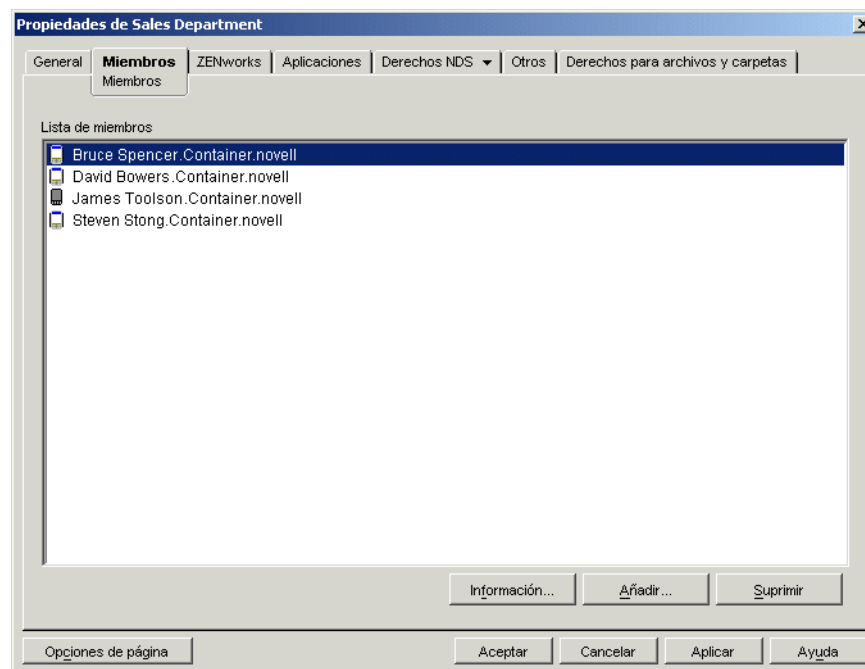 Propiedades de Sales Department
General Miembros ZENworks Aplicaciones Derechos NDS Otros Derechos para archivos y carpetas
Miembros
Lista de miembros
Bruce Spencer.Container.novell
David Bowers.Container.novell
James Toolson.Container.novell
Steven Stong.Container.novell
Información... Añadir... Suprimir
Opciones de página Aceptar Cancelar Aplicar Ayuda